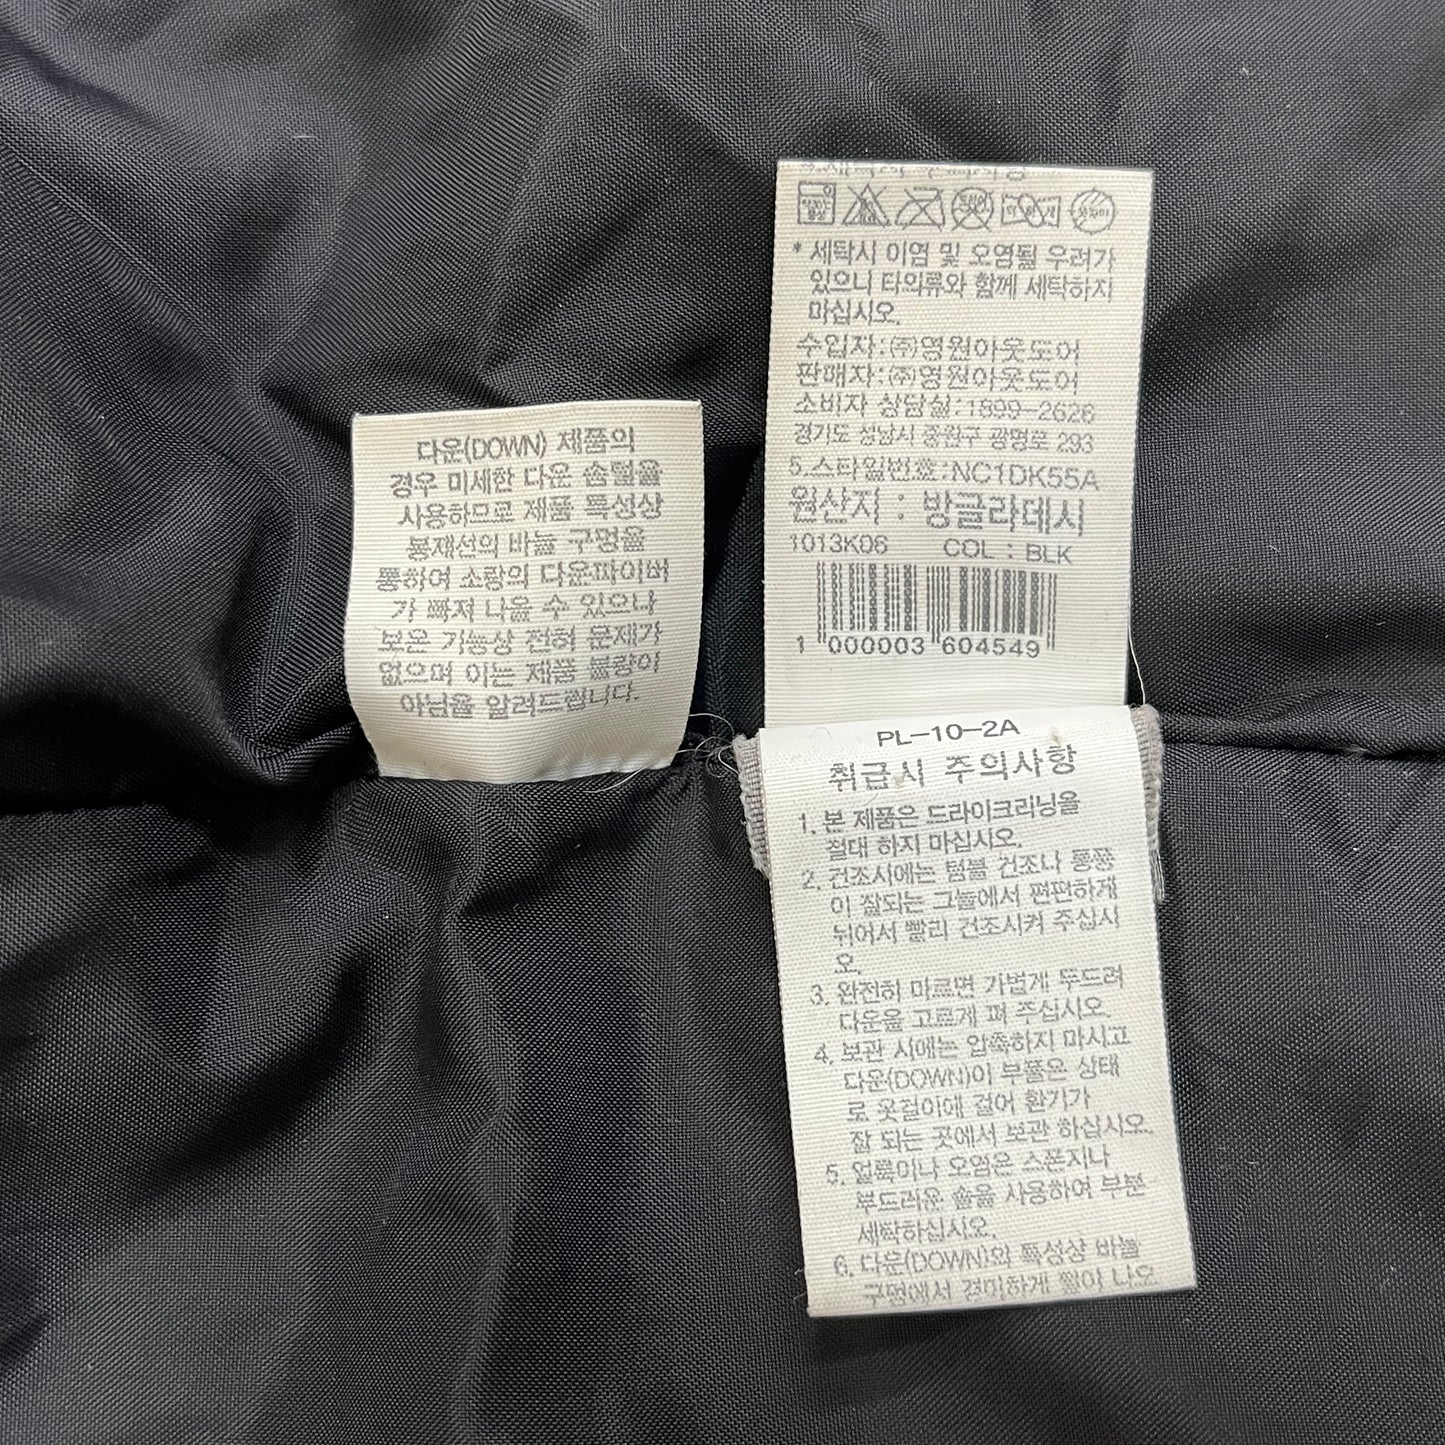 다운(DOWN) 제품의
경우 미세한 다운 솜털을
사용하므로 제품 특성상
봉재선의 바늘 구멍을
통하여 소량의 다운파이버
가 빠져 나올 수 있으나
보온 기능상 전혀 문제가
없으며 이는 제품 불량이
아님을 알려드립니다.
* 세탁시 이염 및 오염될 우려가
있으니 타의류와 함께 세탁하지
마십시오.
수입자:(주)영원아웃도어
판매자:(주)영원아웃도어
소비자 상담실:1899-2626
경기도 성남시 중원구 광명로 293
5.스타일번호:NC1DK55A
원산지 : 방글라데시
1013K06 COL : BLK
1 000003 604549
PL-10-2A
취급시 주의사항
1. 본 제품은 드라이크리닝을
절대 하지 마십시오.
2. 건조시에는 텀블 건조나 통풍
이 잘되는 그늘에서 편편하게
뉘어서 빨리 건조시켜 주십시
오.
3. 완전히 마르면 가볍게 두드려
다운을 고르게 펴 주십시오.
4. 보관 시에는 압축하지 마시고
다운(DOWN)이 부풀은 상태
로 옷걸이에 걸어 환기가
잘 되는 곳에서 보관 하십시오.
5. 얼룩이나 오염은 스폰지나
부드러운 솔을 사용하여 부분
세탁하십시오.
6. 다운(DOWN)의 특성상 바늘
구멍에서 경미하게 털이 나오